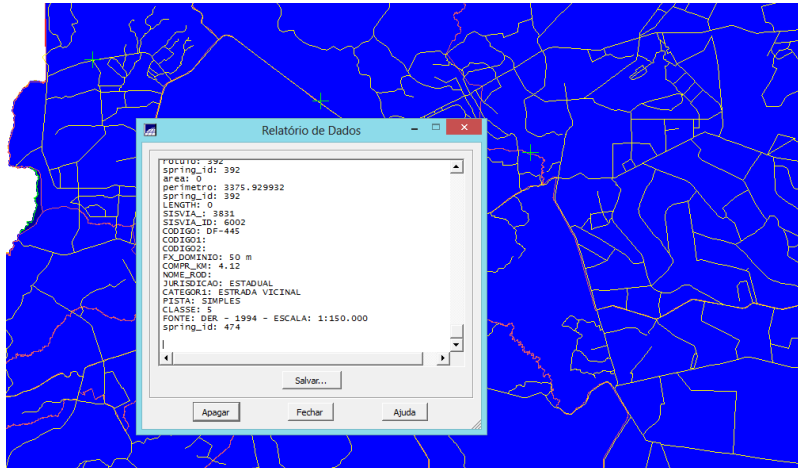 Relatório de Dados
rotulo: 392
spring_id: 392
area: 0
perimetro: 3375.929932
spring_id: 392
LENGTH: 0
SISVIA_: 3831
SISVIA_ID: 6002
CODIGO: DF-445
CODIGO1:
CODIGO2:
FX_DOMINIO: 50 m
COMPR_KM: 4.12
NOME_ROD:
JURISDICAO: ESTADUAL
CATEGOR1: ESTRADA VICINAL
PISTA: SIMPLES
CLASSE: 5
FONTE: DER - 1994 - ESCALA: 1:150.000
spring_id: 474
Salvar...
Apagar Fechar Ajuda